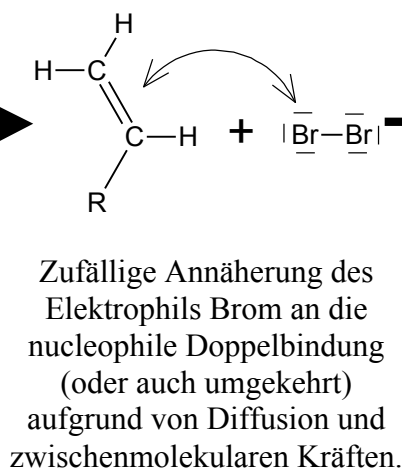 H
H C
C H + Br Br
R
Zufällige Annäherung des
Elektrophils Brom an die
nucleophile Doppelbindung
(oder auch umgekehrt)
aufgrund von Diffusion und
zwischenmolekularen Kräften.